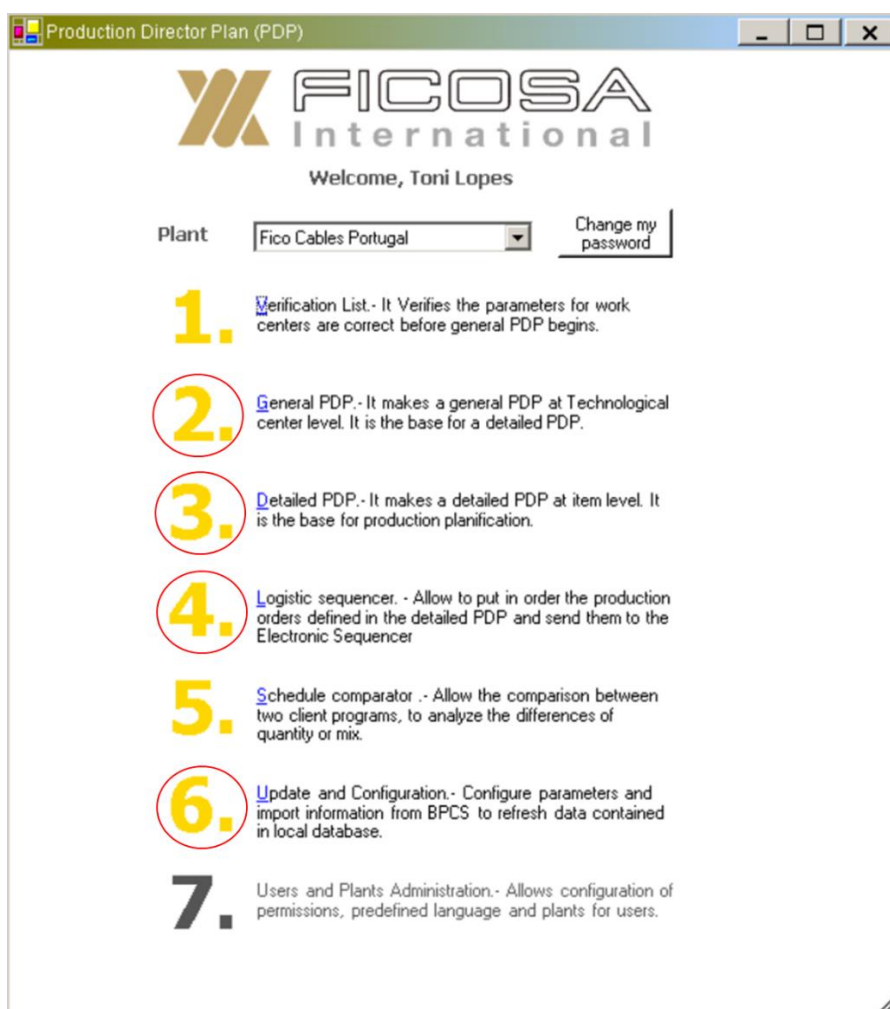 Production Director Plan (PDP)
FICOSA
International
Welcome, Toni Lopes
Plant
Fico Cables Portugal
Change my
password
1.
Verification List.- It Verifies the parameters for work
centers are correct before general PDP begins.
2.
General PDP.- It makes a general PDP at Technological
center level. It is the base for a detailed PDP.
3.
Detailed PDP.- It makes a detailed PDP at item level. It
is the base for production planification.
4.
Logistic sequencer. - Allow to put in order the production
orders defined in the detailed PDP and send them to the
Electronic Sequencer
5.
Schedule comparator .- Allow the comparison between
two client programs, to analyze the differences of
quantity or mix.
6.
Update and Configuration.- Configure parameters and
import information from BPCS to refresh data contained
in local database.
7.
Users and Plants Administration.- Allows configuration of
permissions, predefined language and plants for users.